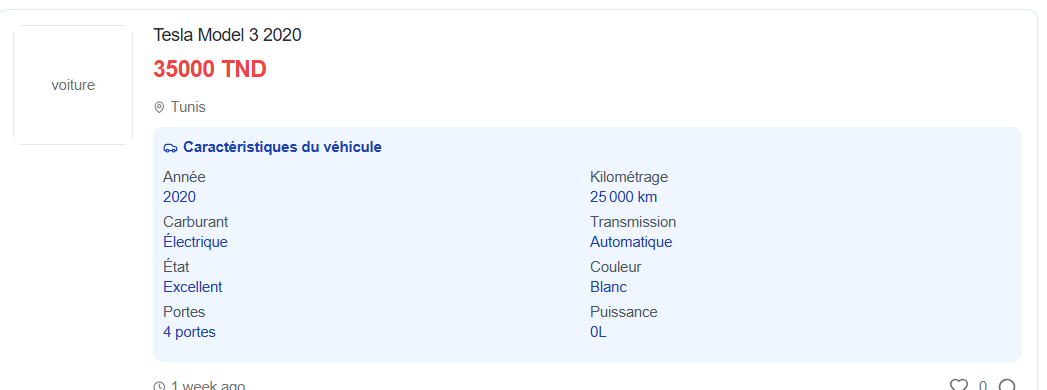 voiture
Tesla Model 3 2020
35000 TND
Tunis
Caractéristiques du véhicule
Année
2020
Kilométrage
25 000 km
Carburant
Électrique
Transmission
Automatique
État
Excellent
Couleur
Blanc
Portes
4 portes
Puissance
0L
1 week ago
0